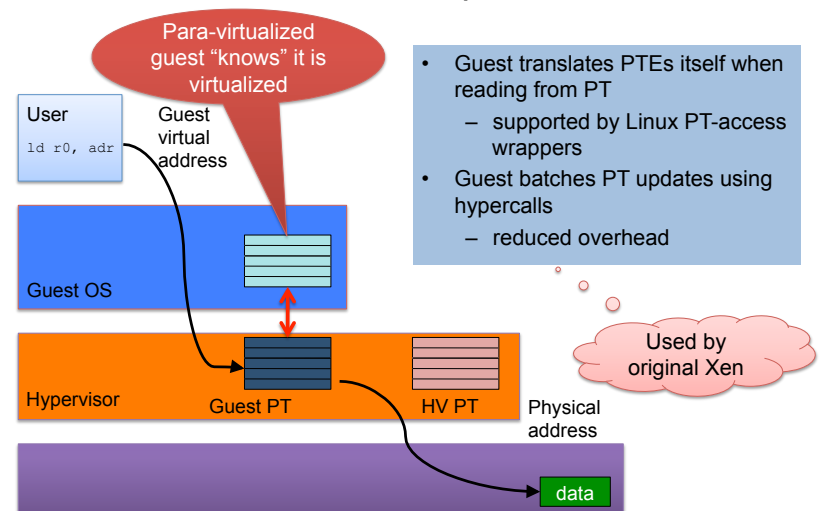 Para-virtualized
guest “knows” it is
virtualized
• Guest translates PTEs itself when
reading from PT
– supported by Linux PT-access
wrappers
• Guest batches PT updates using
hypercalls
– reduced overhead
User
ld r0, adr
Guest
virtual
address
Guest OS
Used by
original Xen
Hypervisor
Guest PT
HV PT
Physical
address
data